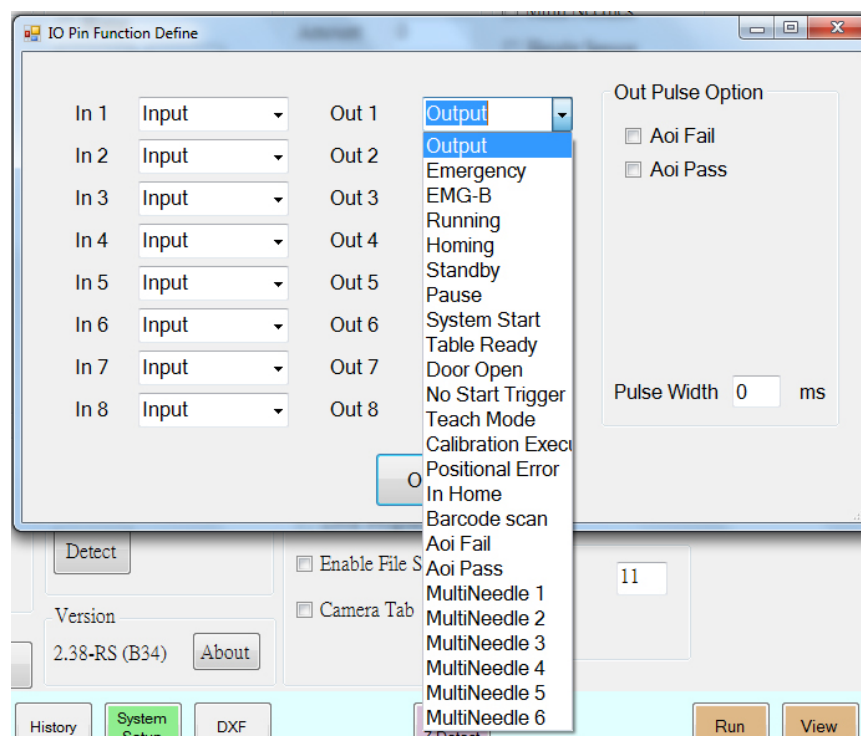 IO Pin Function Define
In 1 Input Out 1 Output
In 2 Input Out 2
In 3 Input Out 3
In 4 Input Out 4
In 5 Input Out 5
In 6 Input Out 6
In 7 Input Out 7
In 8 Input Out 8
Output
Emergency
EMG-B
Running
Homing
Standby
Pause
System Start
Table Ready
Door Open
No Start Trigger
Teach Mode
Calibration Execu
Positional Error
In Home
Barcode scan
Aoi Fail
Aoi Pass
MultiNeedle 1
MultiNeedle 2
MultiNeedle 3
MultiNeedle 4
MultiNeedle 5
MultiNeedle 6
Out Pulse Option
Aoi Fail
Aoi Pass
Pulse Width 0 ms
O
Detect
Enable File S
11
Version
Camera Tab
2.38-RS (B34) About
History
System
Setup
DXF
Z Detect
Run
View